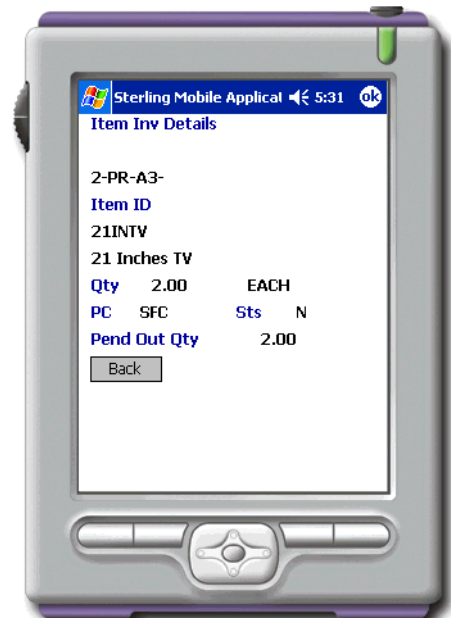 Sterling Mobile Applicat 5:31 ok
Item Inv Details
2-PR-A3-
Item ID
21INTV
21 Inches TV
Qty 2.00 EACH
PC SFC Sts N
Pend Out Qty 2.00
Back